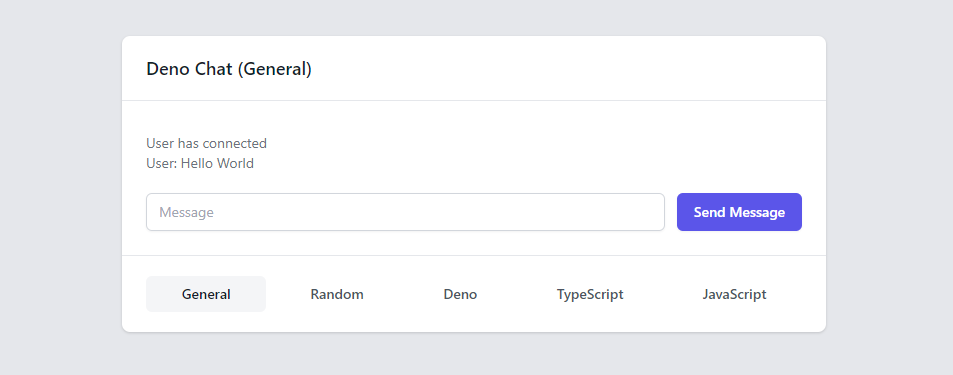 Deno Chat (General)
User has connected
User: Hello World
Message
Send Message
General
Random
Deno
TypeScript
JavaScript